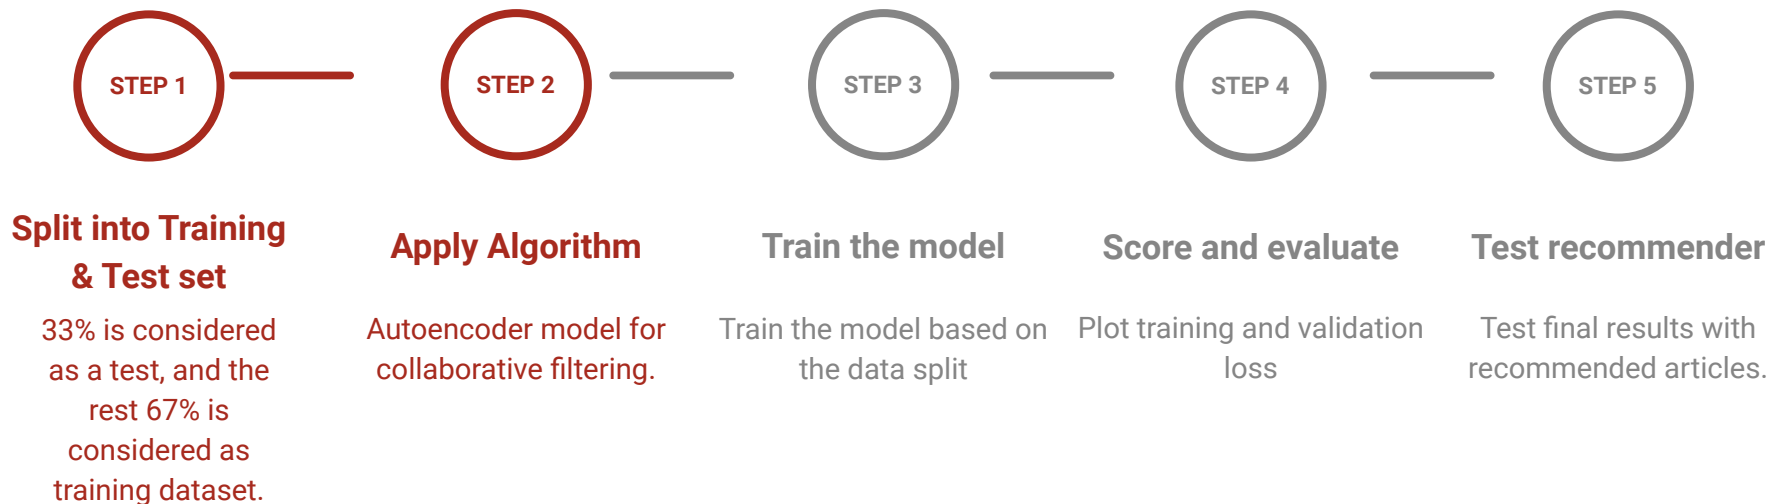 STEP 1
STEP 2
STEP 3
STEP 4
STEP 5
Split into Training
& Test set
33% is considered
as a test, and the
rest 67% is
considered as
training dataset.
Apply Algorithm
Autoencoder model for
collaborative filtering.
Train the model
Train the model based on
the data split
Score and evaluate
Plot training and validation
loss
Test recommender
Test final results with
recommended articles.